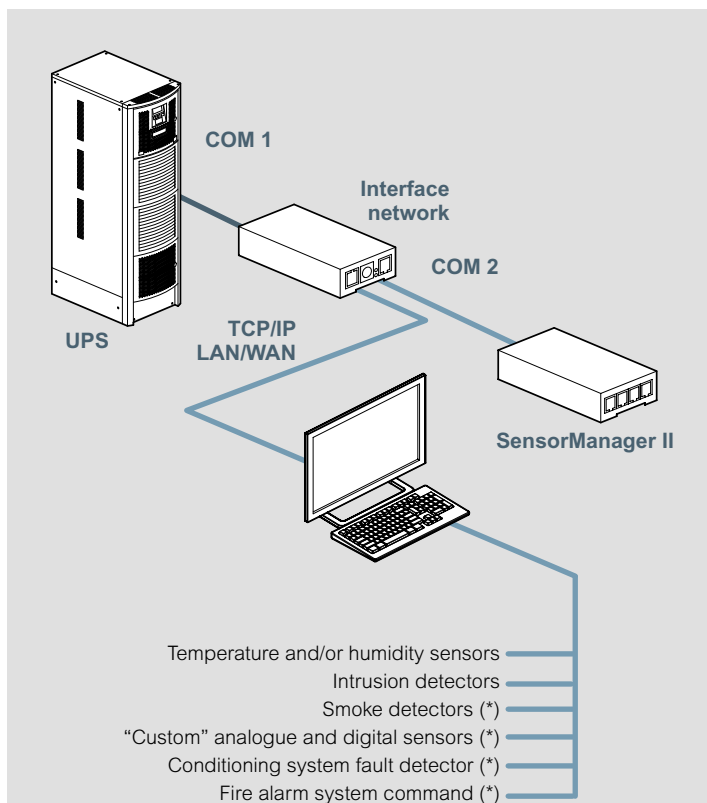 COM 1
Interface
network
COM 2
UPS
TCP/IP
LAN/WAN
SensorManager II
Temperature and/or humidity sensors
Intrusion detectors
Smoke detectors (*)
“Custom” analogue and digital sensors (*)
Conditioning system fault detector (*)
Fire alarm system command (*)